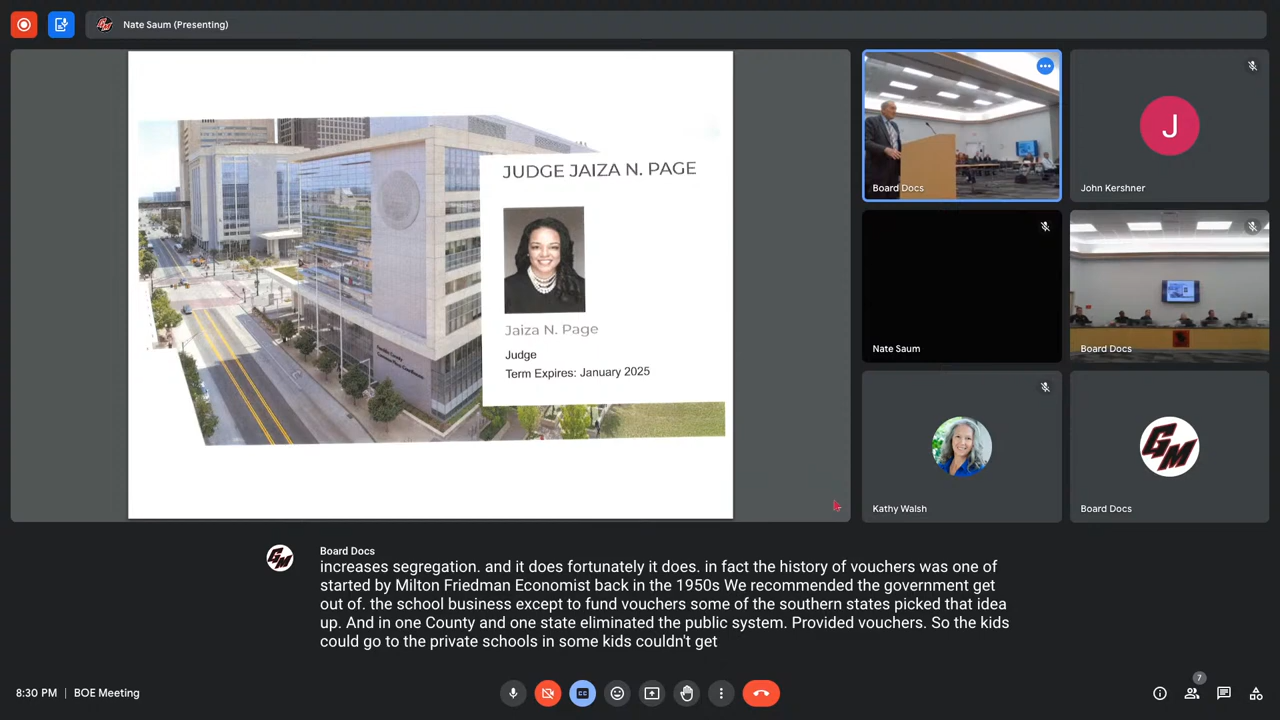 Nate Saum (Presenting)
JUDGE JAIZA N. PAGE
Jaiza N. Page
Judge
Term Expires: January 2025
Board Docs
J
John Kershner
Nate Saum
Board Docs
Kathy Walsh
GM
Board Docs
GM
Board Docs
increases segregation. and it does fortunately it does. in fact the history of vouchers was one of
started by Milton Friedman Economist back in the 1950s We recommended the government get
out of. the school business except to fund vouchers some of the southern states picked that idea
up. And in one County and one state eliminated the public system. Provided vouchers. So the kids
could go to the private schools in some kids couldn't get
8:30 PM | BOE Meeting
CC
7